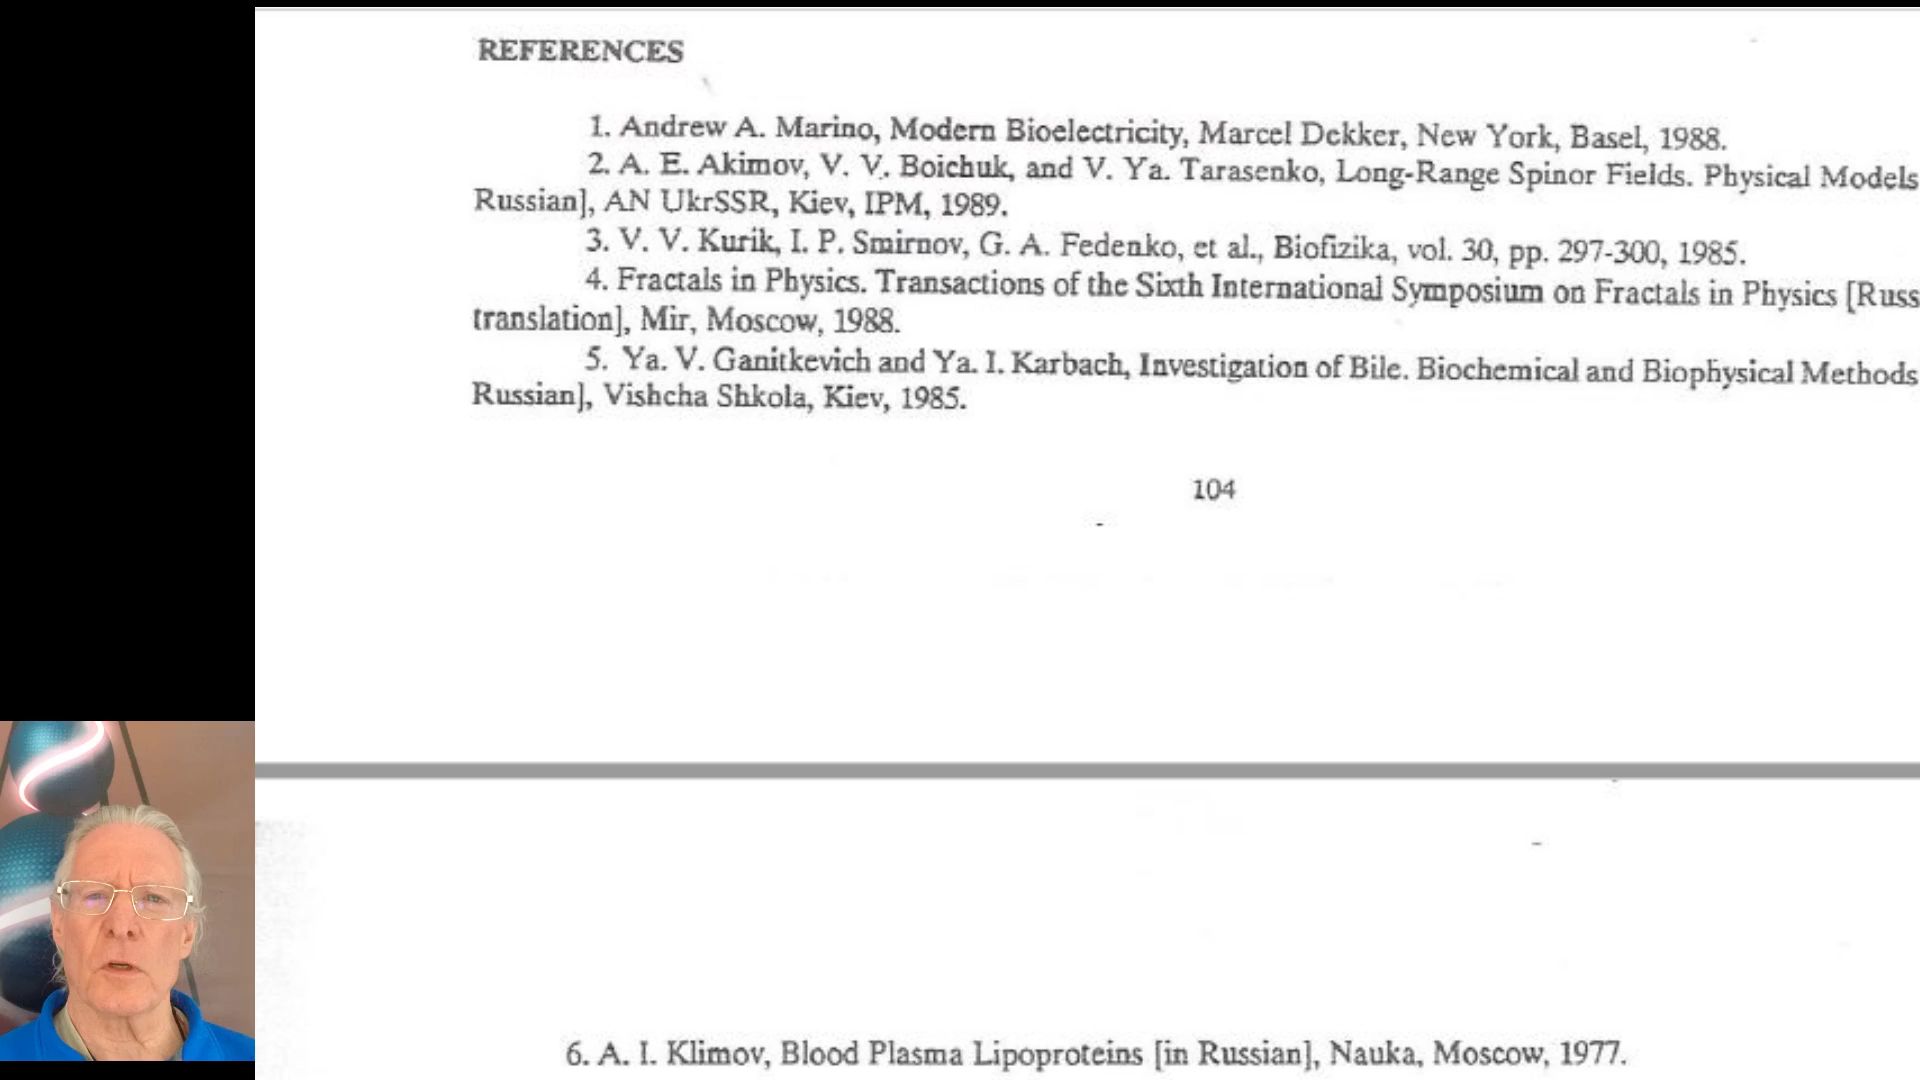 REFERENCES
1. Andrew A. Marino, Modern Bioelectricity, Marcel Dekker, New York, Basel, 1988.
2. A. E. Akimov, V. V. Boichuk, and V. Ya. Tarasenko, Long-Range Spinor Fields. Physical Models
Russian], AN UkrSSR, Kiev, IPM, 1989.
3. V. V. Kurik, I. P. Smirnov, G. A. Fedenko, et al., Biofizika, vol. 30, pp. 297-300, 1985.
4. Fractals in Physics. Transactions of the Sixth International Symposium on Fractals in Physics [Russ
translation], Mir, Moscow, 1988.
5. Ya. V. Ganitkevich and Ya. I. Karbach, Investigation of Bile. Biochemical and Biophysical Methods
Russian], Vishcha Shkola, Kiev, 1985.
104
6. A. I. Klimov, Blood Plasma Lipoproteins [in Russian], Nauka, Moscow, 1977.